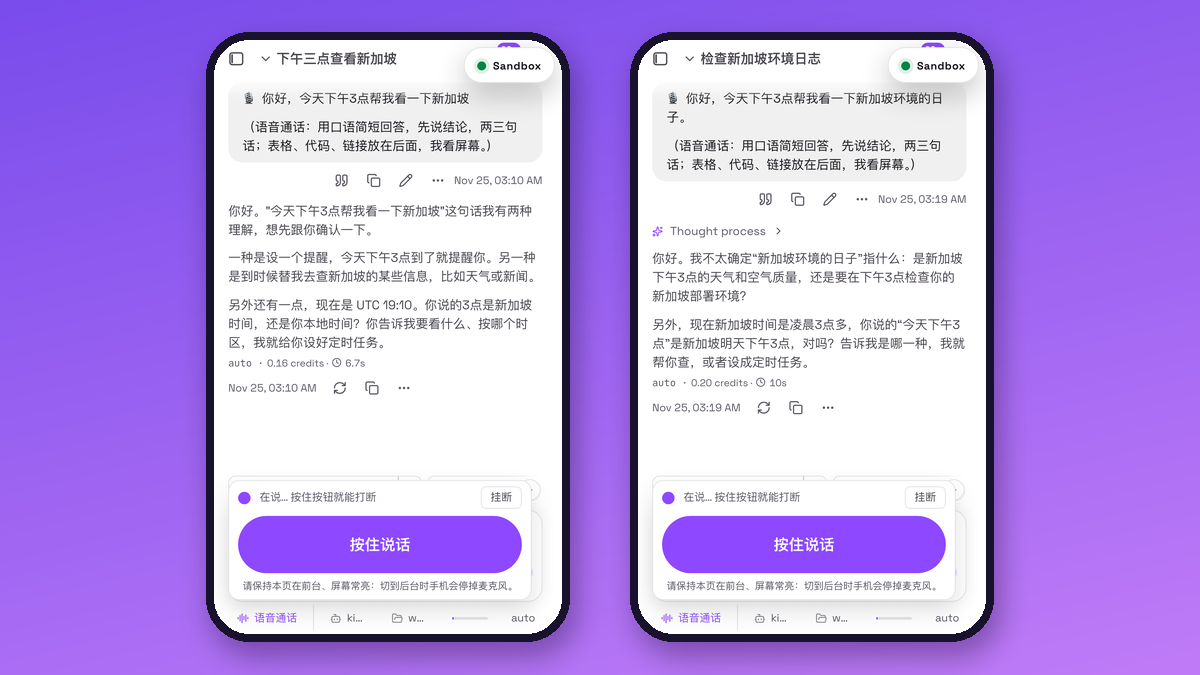 下午三点查看新加坡
Sandbox
你好，今天下午3点帮我看一下新加坡
（语音通话：用口语简短回答，先说结论，两三句
话；表格、代码、链接放在后面，我看屏幕。）
Nov 25, 03:10 AM
你好。"今天下午3点帮我看一下新加坡"这句话我有两种
理解，想先跟你确认一下。
一种是设一个提醒，今天下午3点到了就提醒你。另一种
是到时候替我去查新加坡的某些信息，比如天气或新闻。
另外还有一点，现在是 UTC 19:10。你说的3点是新加坡
时间，还是你本地时间？你告诉我要看什么、按哪个时
区，我就给你设好定时任务。
auto · 0.16 credits · 6.7s
Nov 25, 03:10 AM
在说… 按住按钮就能打断
挂断
按住说话
请保持本页在前台、屏幕常亮：切到后台时手机会停掉麦克风。
语音通话
ki...
w...
auto
检查新加坡环境日志
Sandbox
你好，今天下午3点帮我看一下新加坡环境的日
子。
（语音通话：用口语简短回答，先说结论，两三句
话；表格、代码、链接放在后面，我看屏幕。）
Nov 25, 03:19 AM
Thought process
你好。我不太确定“新加坡环境的日子”指什么：是新加坡
下午3点的天气和空气质量，还是要在下午3点检查你的
新加坡部署环境？
另外，现在新加坡时间是凌晨3点多，你说的“今天下午3
点”是新加坡明天下午3点，对吗？告诉我是哪一种，我就
帮你查，或者设成定时任务。
auto · 0.20 credits · 10s
Nov 25, 03:19 AM
在说… 按住按钮就能打断
挂断
按住说话
请保持本页在前台、屏幕常亮：切到后台时手机会停掉麦克风。
语音通话
ki...
w...
auto